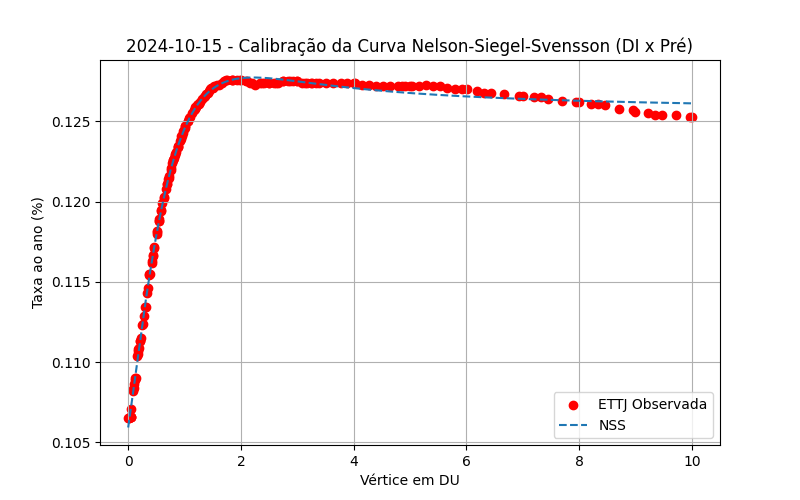 2024-10-15 - Calibração da Curva Nelson-Siegel-Svensson (DI x Pré)
Taxa ao ano (%)
0.125
0.120
0.115
0.110
0.105
ETTJ Observada
NSS
0
2
4
6
8
10
Vértice em DU